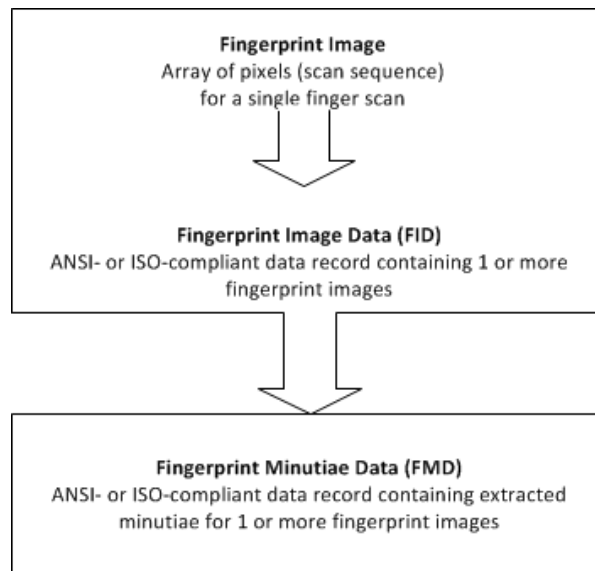 Fingerprint Image
Array of pixels (scan sequence)
for a single finger scan
Fingerprint Image Data (FID)
ANSI- or ISO-compliant data record containing 1 or more
fingerprint images
Fingerprint Minutiae Data (FMD)
ANSI- or ISO-compliant data record containing extracted
minutiae for 1 or more fingerprint images